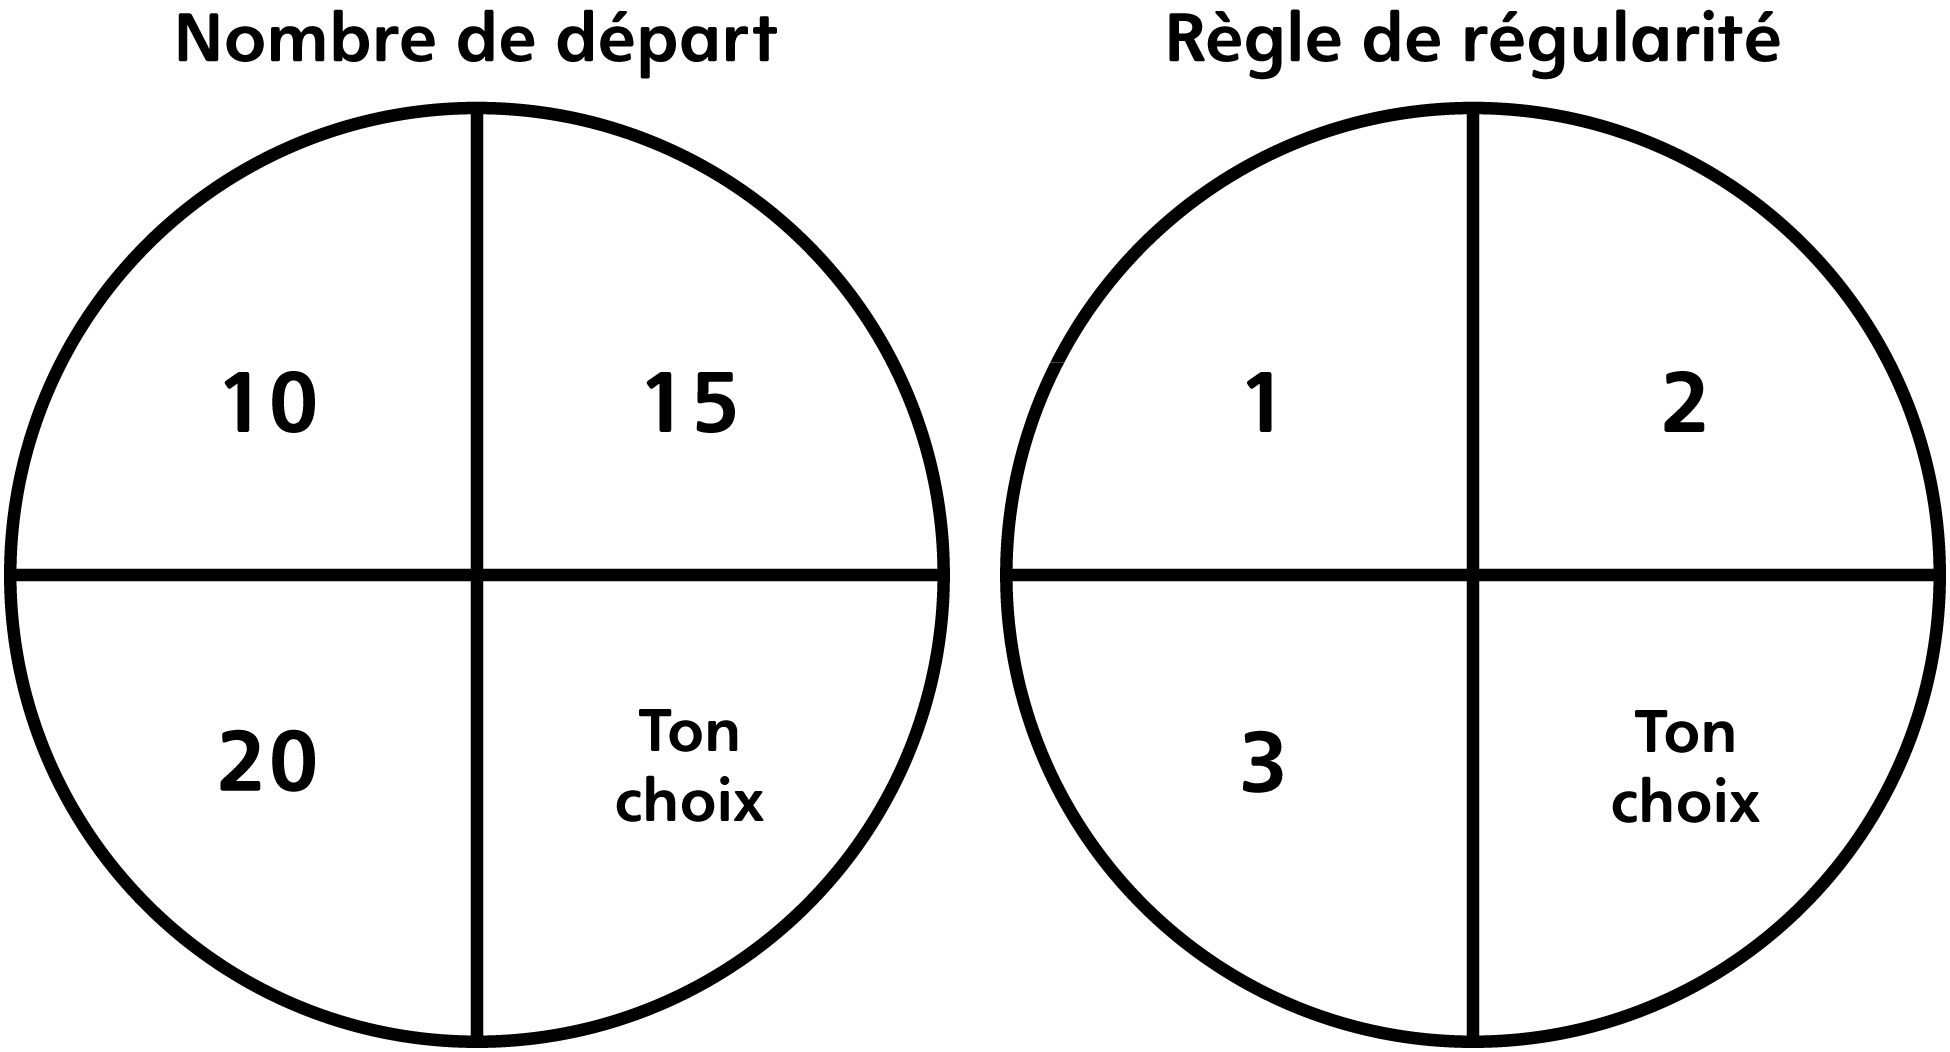 Nombre de départ
10
15
20
Ton
choix
Règle de régularité
1
2
3
Ton
choix